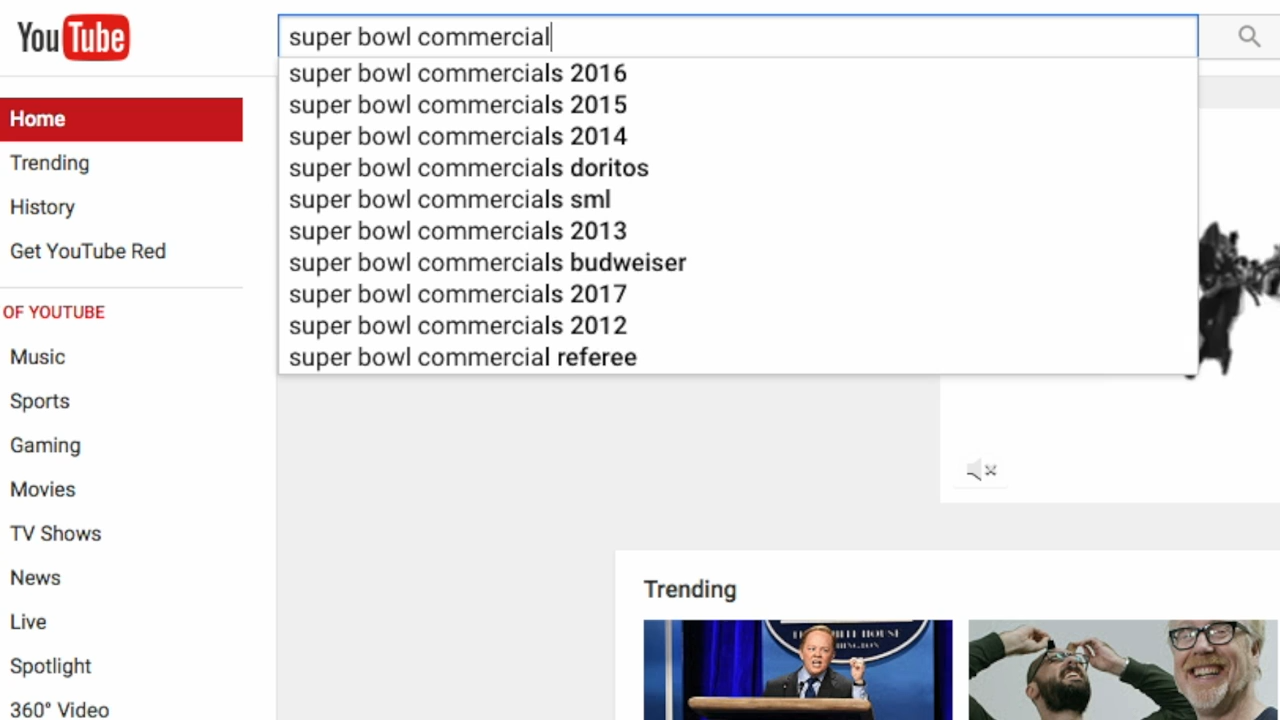 YouTube
super bowl commercial
super bowl commercials 2016
super bowl commercials 2015
super bowl commercials 2014
super bowl commercials doritos
super bowl commercials sml
super bowl commercials 2013
super bowl commercials budweiser
super bowl commercials 2017
super bowl commercials 2012
super bowl commercial referee
Home
Trending
History
Get YouTube Red
OF YOUTUBE
Music
Sports
Gaming
Movies
TV Shows
News
Live
Spotlight
360° Video
Trending
HOUSE